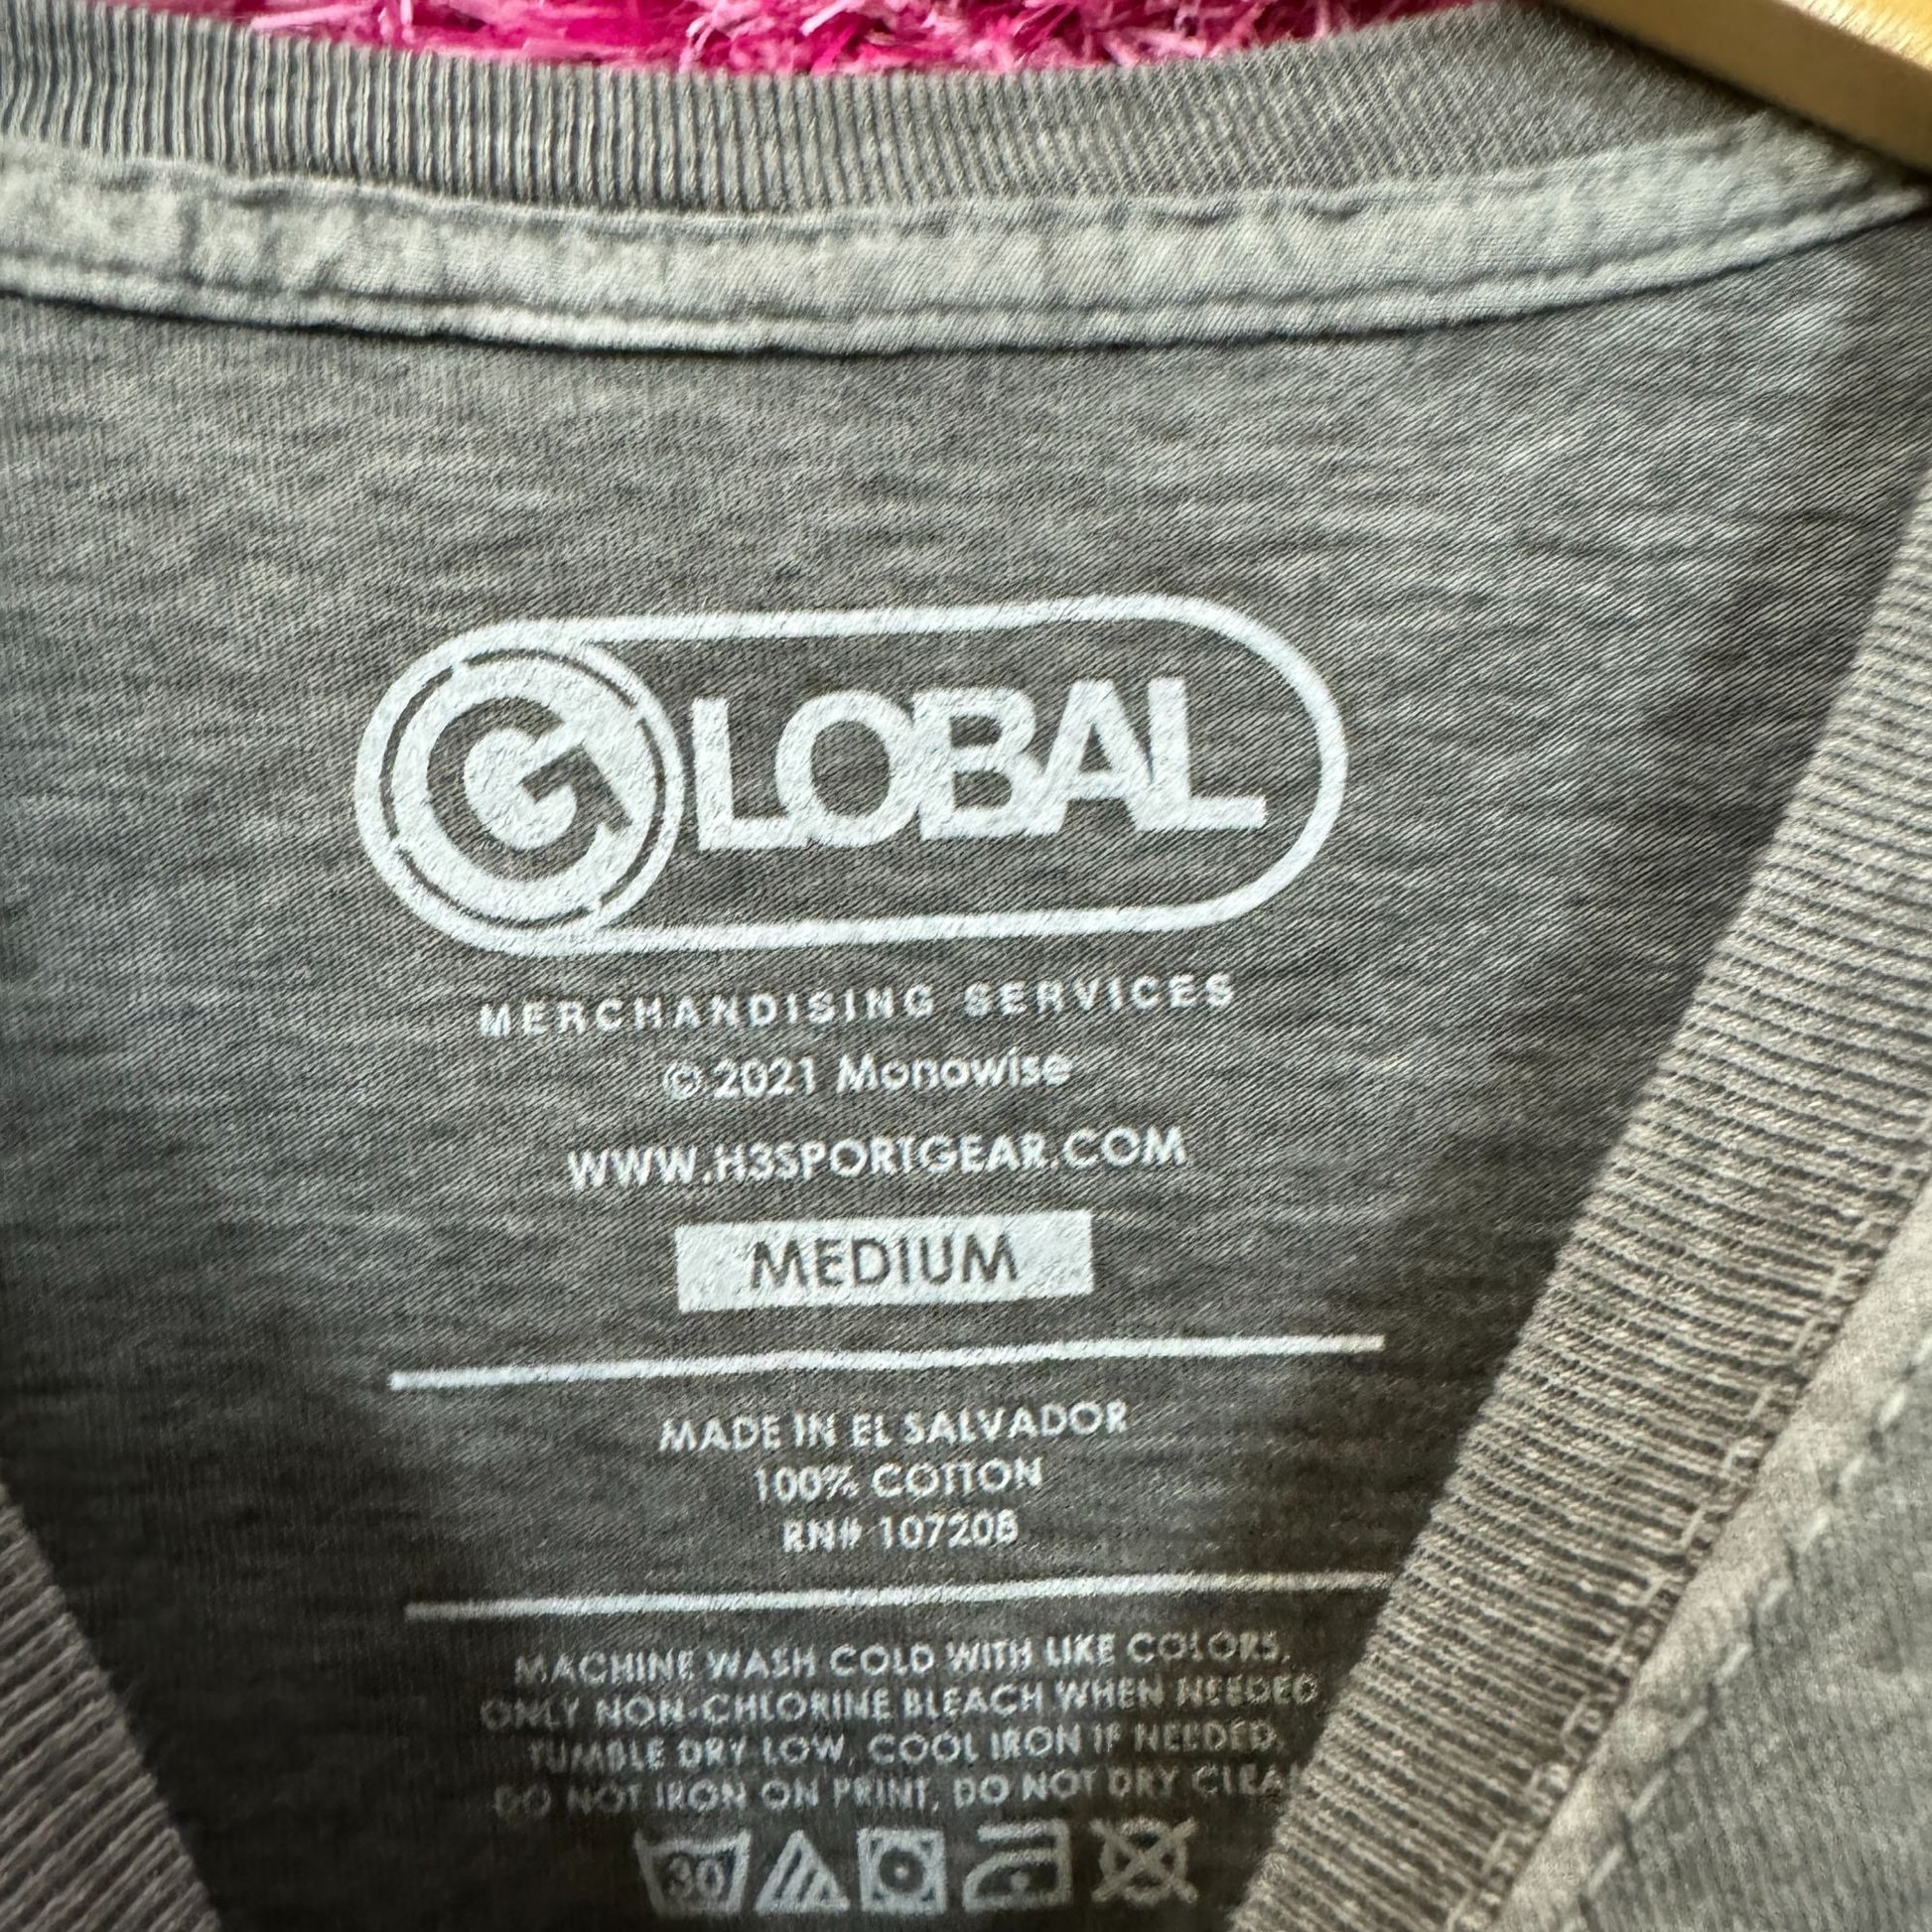 GLOBAL
MERCHANDISING SERVICES
© 2021 Monowise
WWW.H3SPORTGEAR.COM
MEDIUM
MADE IN EL SALVADOR
100% COTTON
RN# 107208
MACHINE WASH COLD WITH LIKE COLORS,
ONLY NON-CHLORINE BLEACH WHEN NEEDED
TUMBLE DRY LOW, COOL IRON IF NEEDED,
DO NOT IRON ON PRINT, DO NOT DRY CLEA
30